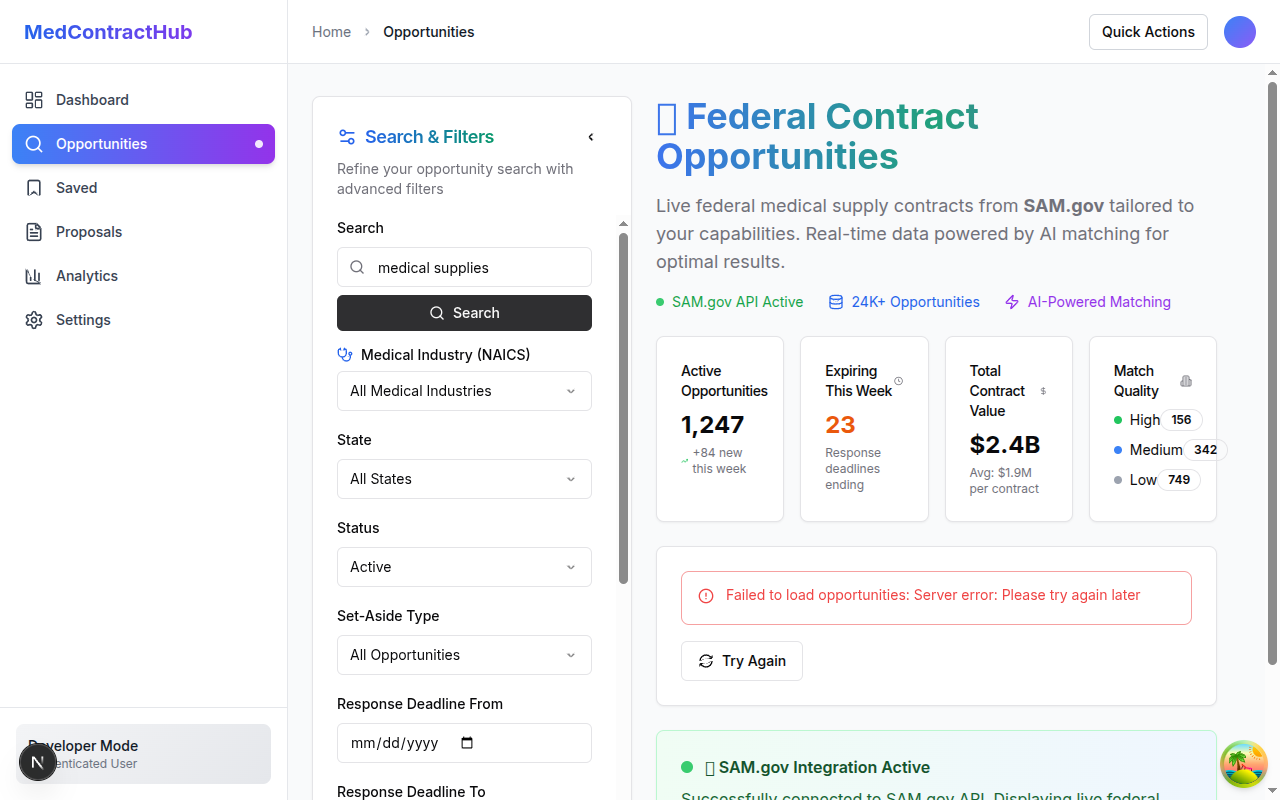 MedContractHub
Home > Opportunities
Quick Actions
Dashboard
Opportunities
Saved
Proposals
Analytics
Settings
Developer Mode
Authenticated User
N
Search & Filters
Refine your opportunity search with
advanced filters
Search
medical supplies
Search
Medical Industry (NAICS)
All Medical Industries
State
All States
Status
Active
Set-Aside Type
All Opportunities
Response Deadline From
mm/dd/yyyy
Response Deadline To
Federal Contract
Opportunities
Live federal medical supply contracts from SAM.gov tailored to
your capabilities. Real-time data powered by AI matching for
optimal results.
SAM.gov API Active
24K+ Opportunities
AI-Powered Matching
Active
Opportunities
1,247
+84 new
this week
Expiring
This Week
23
Response
deadlines
ending
Total
Contract
Value
$
$2.4B
Avg: $1.9M
per contract
Match
Quality
High 156
Medium 342
Low 749
Failed to load opportunities: Server error: Please try again later
Try Again
SAM.gov Integration Active
Successfully connected to SAM.gov API. Displaying live federal